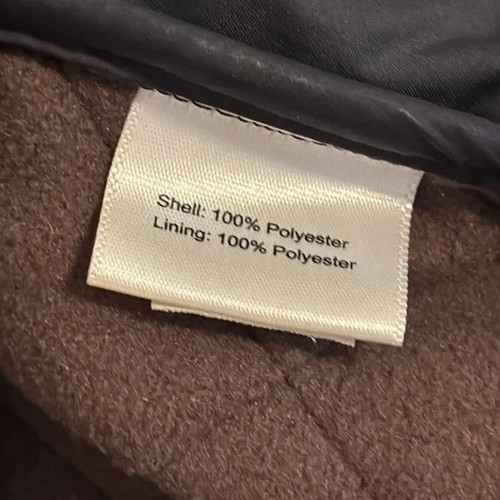 Shell: 100% Polyester
Lining: 100% Polyester